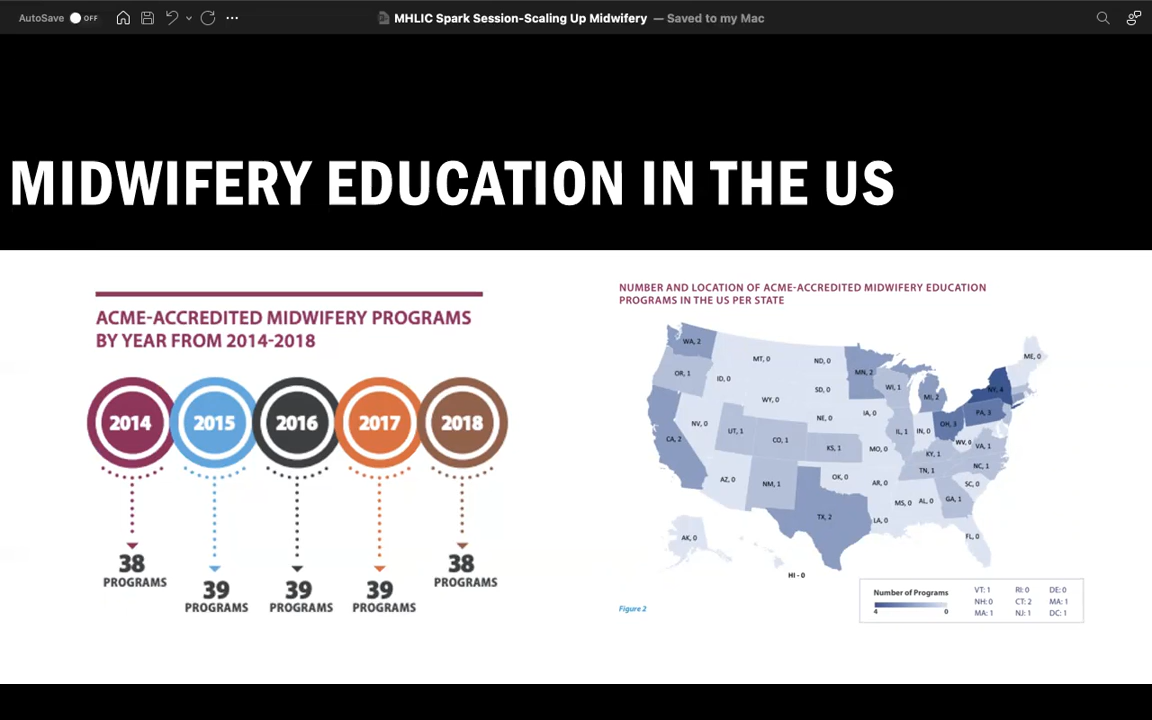 AutoSave OFF
MHLIC Spark Session-Scaling Up Midwifery — Saved to my Mac
MIDWIFERY EDUCATION IN THE US
ACME-ACCREDITED MIDWIFERY PROGRAMS
BY YEAR FROM 2014-2018
2014 2015 2016 2017 2018
38
PROGRAMS
39
PROGRAMS
39
PROGRAMS
39
PROGRAMS
38
PROGRAMS
NUMBER AND LOCATION OF ACME-ACCREDITED MIDWIFERY EDUCATION
PROGRAMS IN THE US PER STATE
WA, 2
MT, 0
ND, 0
ME, 0
OR, 1
ID, 0
MN, 2
SD, 0
WI, 1
NY, 4
WY, 0
MI, 2
IA, 0
PA, 3
NE, 0
NV, 0
OH, 3
UT, 1
IL, 1
IN, 0
CA, 2
CO, 1
WV, 0
VA, 1
KS, 1
MO, 0
KY, 1
NC, 1
TN, 1
AZ, 0
NM, 1
OK, 0
AR, 0
SC, 0
MS, 0
AL, 0
GA, 1
TX, 2
LA, 0
FL, 0
AK, 0
HI - 0
Number of Programs
4 0
VT: 1 RI: 0 DE: 0
NH: 0 CT: 2 MA: 1
MA: 1 NJ: 1 DC: 1
Figure 2